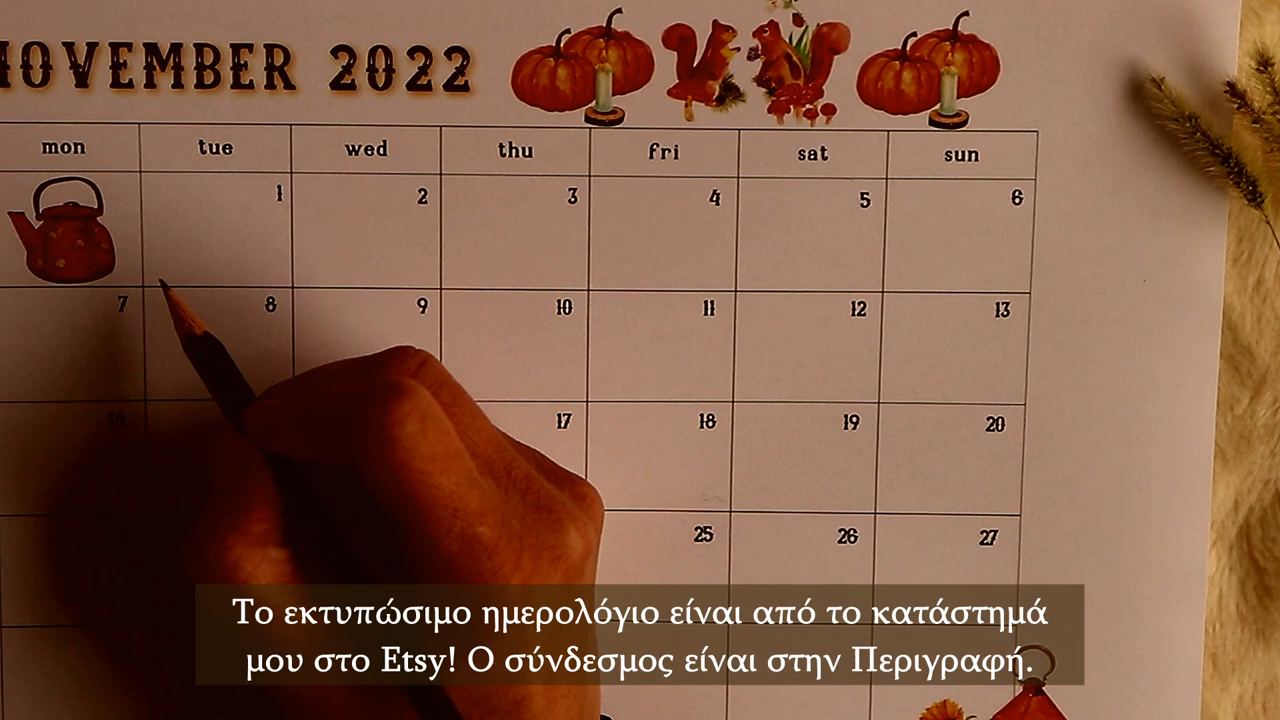 NOVEMBER 2022
mon tue wed thu fri sat sun
1 2 3 4 5 6
7 8 9 10 11 12 13
17 18 19 20
25 26 27
Το εκτυπώσιμο ημερολόγιο είναι από το κατάστημά
μου στο Etsy! Ο σύνδεσμος είναι στην Περιγραφή.